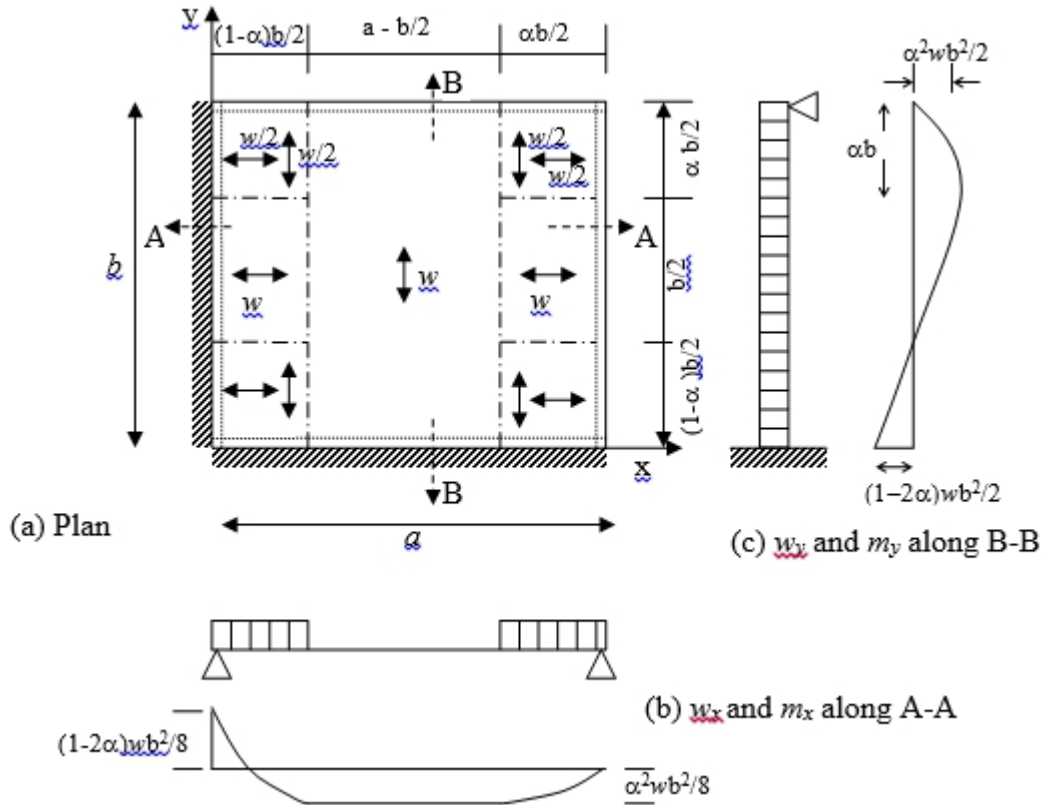 y
(1-α)b/2
a - b/2
αb/2
B
α²wb²/2
w/2
w/2
w/2
w/2
α b/2
αb
A
A
b
w
w
w
b/2
(1-α )b/2
x
B
(1−2α)wb²/2
(a) Plan
a
(c) wy and my along B-B
(b) wx and mx along A-A
(1-2α)wb²/8
α²wb²/8